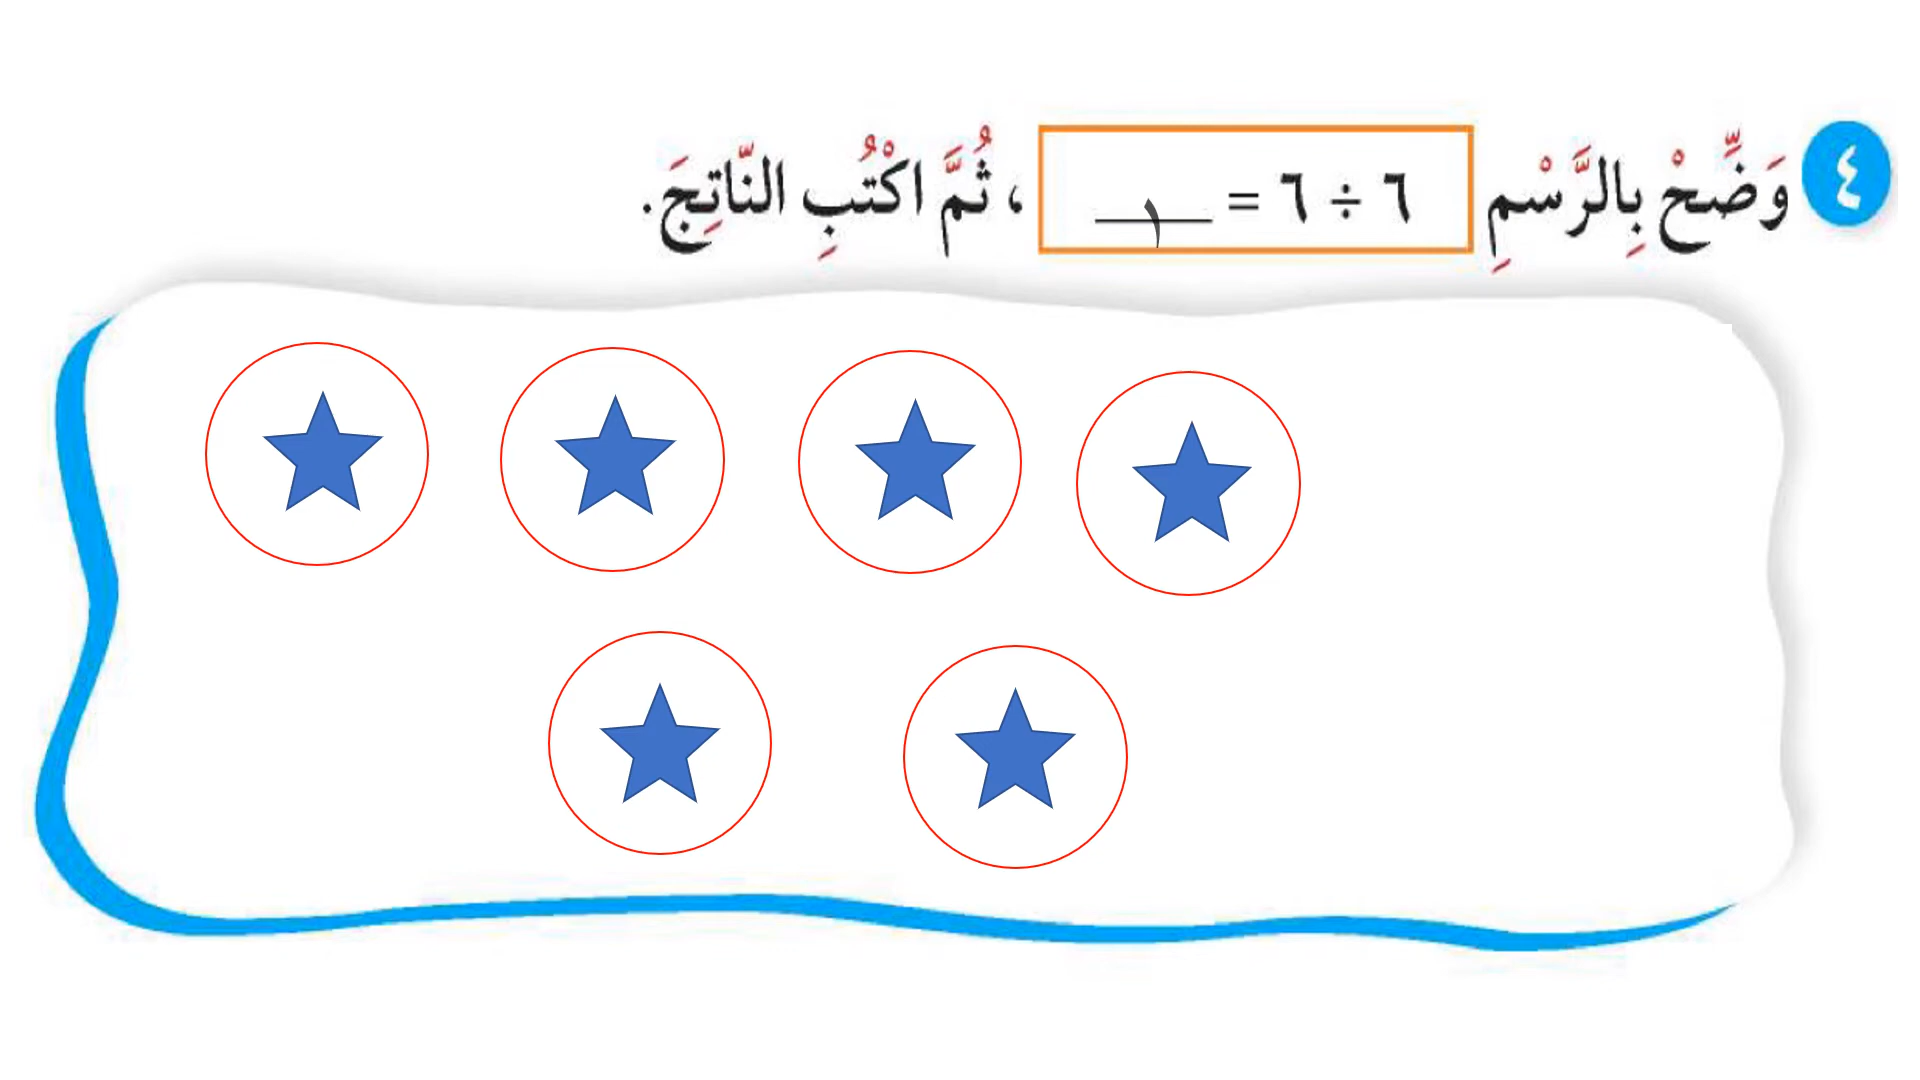 ٤ وَضِّحْ بِالرَّسْمِ ٦ ÷ ٦ = ١ ، ثُمَّ اكْتُبِ النَّاتِجَ.